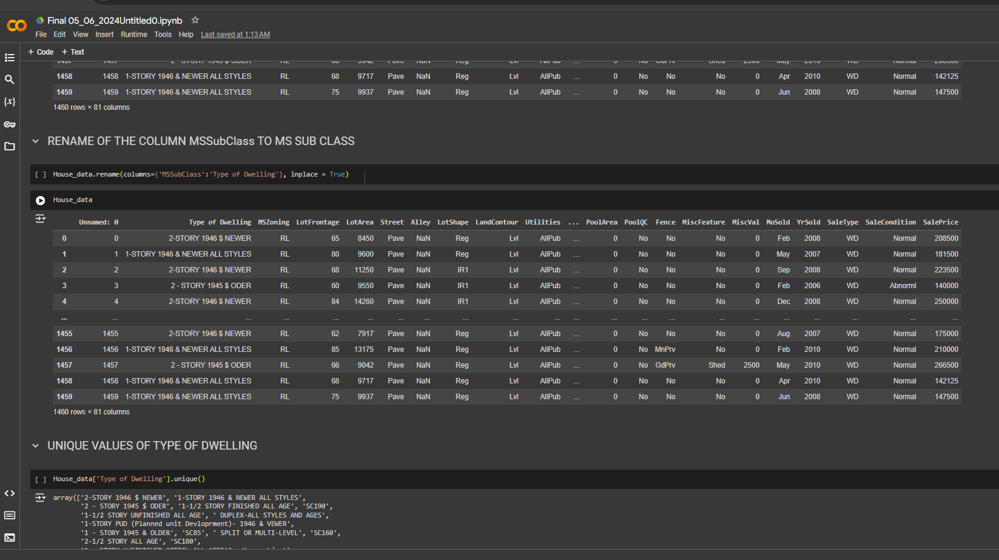 Final 05_06_2024Untitled0.ipynb
File Edit View Insert Runtime Tools Help Last saved at 1:13 AM
+ Code + Text
1458 1458 1-STORY 1946 & NEWER ALL STYLES RL 68 9717 Pave NaN Reg Lvl AllPub ... 0 No No No 0 Apr 2010 WD Normal 142125
1459 1459 1-STORY 1946 & NEWER ALL STYLES RL 75 9937 Pave NaN Reg Lvl AllPub ... 0 No No No 0 Jun 2008 WD Normal 147500
1460 rows × 81 columns
RENAME OF THE COLUMN MSSubClass TO MS SUB CLASS
[ ] House_data.rename(columns={'MSSubClass':'Type of Dwelling'}, inplace = True)
House_data
Unnamed: 0 Type of Dwelling MSZoning LotFrontage LotArea Street Alley LotShape LandContour Utilities ... PoolArea PoolQC Fence MiscFeature MiscVal MoSold YrSold SaleType SaleCondition SalePrice
0 0 2-STORY 1946 $ NEWER RL 65 8450 Pave NaN Reg Lvl AllPub ... 0 No No No 0 Feb 2008 WD Normal 208500
1 1 1-STORY 1946 & NEWER ALL STYLES RL 80 9600 Pave NaN Reg Lvl AllPub ... 0 No No No 0 May 2007 WD Normal 181500
2 2 2-STORY 1946 $ NEWER RL 68 11250 Pave NaN IR1 Lvl AllPub ... 0 No No No 0 Sep 2008 WD Normal 223500
3 3 2 - STORY 1945 $ ODER RL 60 9550 Pave NaN IR1 Lvl AllPub ... 0 No No No 0 Feb 2006 WD Abnorml 140000
4 4 2-STORY 1946 $ NEWER RL 84 14260 Pave NaN IR1 Lvl AllPub ... 0 No No No 0 Dec 2008 WD Normal 250000
... ... ... ... ... ... ... ... ... ... ... ... ... ... ... ... ... ... ... ... ... ...
1455 1455 2-STORY 1946 $ NEWER RL 62 7917 Pave NaN Reg Lvl AllPub ... 0 No No No 0 Aug 2007 WD Normal 175000
1456 1456 1-STORY 1946 & NEWER ALL STYLES RL 85 13175 Pave NaN Reg Lvl AllPub ... 0 No MnPrv No 0 Feb 2010 WD Normal 210000
1457 1457 2 - STORY 1945 $ ODER RL 66 9042 Pave NaN Reg Lvl AllPub ... 0 No GdPrv Shed 2500 May 2010 WD Normal 266500
1458 1458 1-STORY 1946 & NEWER ALL STYLES RL 68 9717 Pave NaN Reg Lvl AllPub ... 0 No No No 0 Apr 2010 WD Normal 142125
1459 1459 1-STORY 1946 & NEWER ALL STYLES RL 75 9937 Pave NaN Reg Lvl AllPub ... 0 No No No 0 Jun 2008 WD Normal 147500
1460 rows × 81 columns
UNIQUE VALUES OF TYPE OF DWELLING
[ ] House_data['Type of Dwelling'].unique()
array(['2-STORY 1946 $ NEWER', '1-STORY 1946 & NEWER ALL STYLES',
'2 - STORY 1945 $ ODER', '1-1/2 STORY FINISHED ALL AGE', 'SC190',
'1-1/2 STORY UNFINISHED ALL AGE', ' DUPLEX-ALL STYLES AND AGES',
'1-STORY PUD (Planned unit Devloprment)- 1946 & VEWER',
'1 - STORY 1945 & OLDER', 'SC85', ' SPLIT OR MULTI-LEVEL', 'SC160',
'2-1/2 STORY ALL AGE', 'SC180',